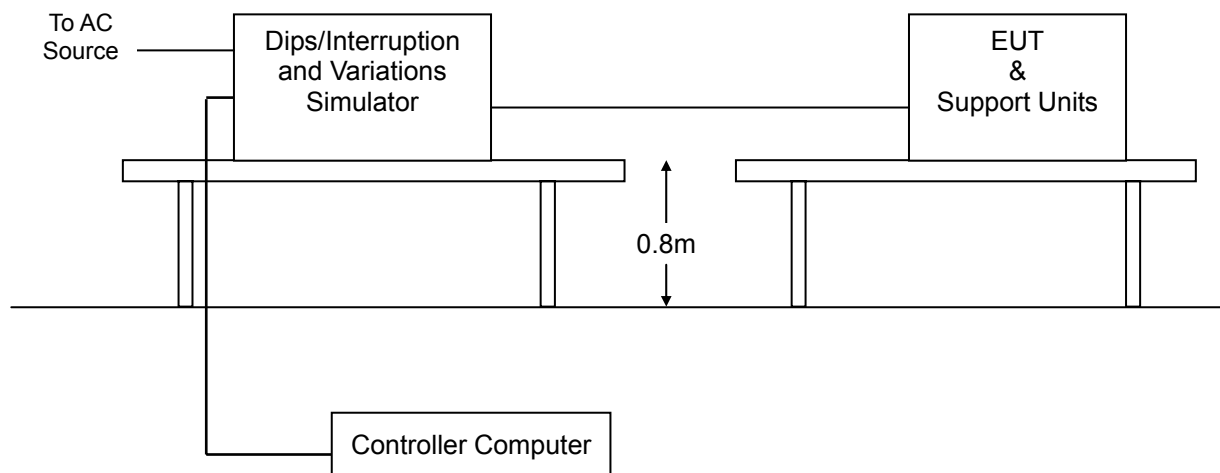 To AC
Source
Dips/Interruption
and Variations
Simulator
EUT
&
Support Units
0.8m
Controller Computer